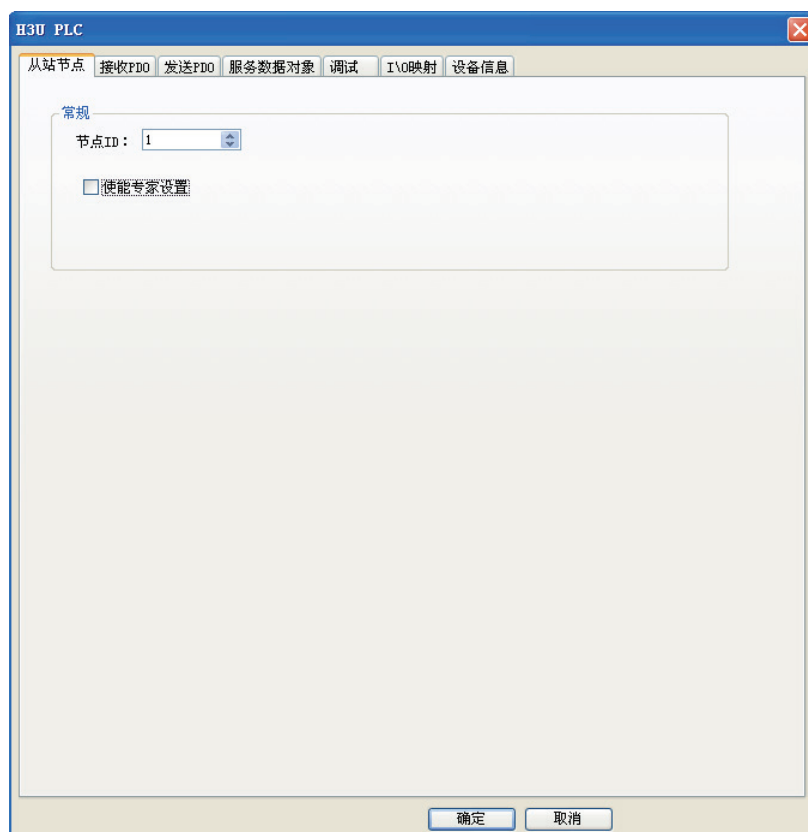 H3U PLC
从站节点 接收PDO 发送PDO 服务数据对象 调试 I\O映射 设备信息
常规
节点ID： 1
使能专家设置
确定 取消